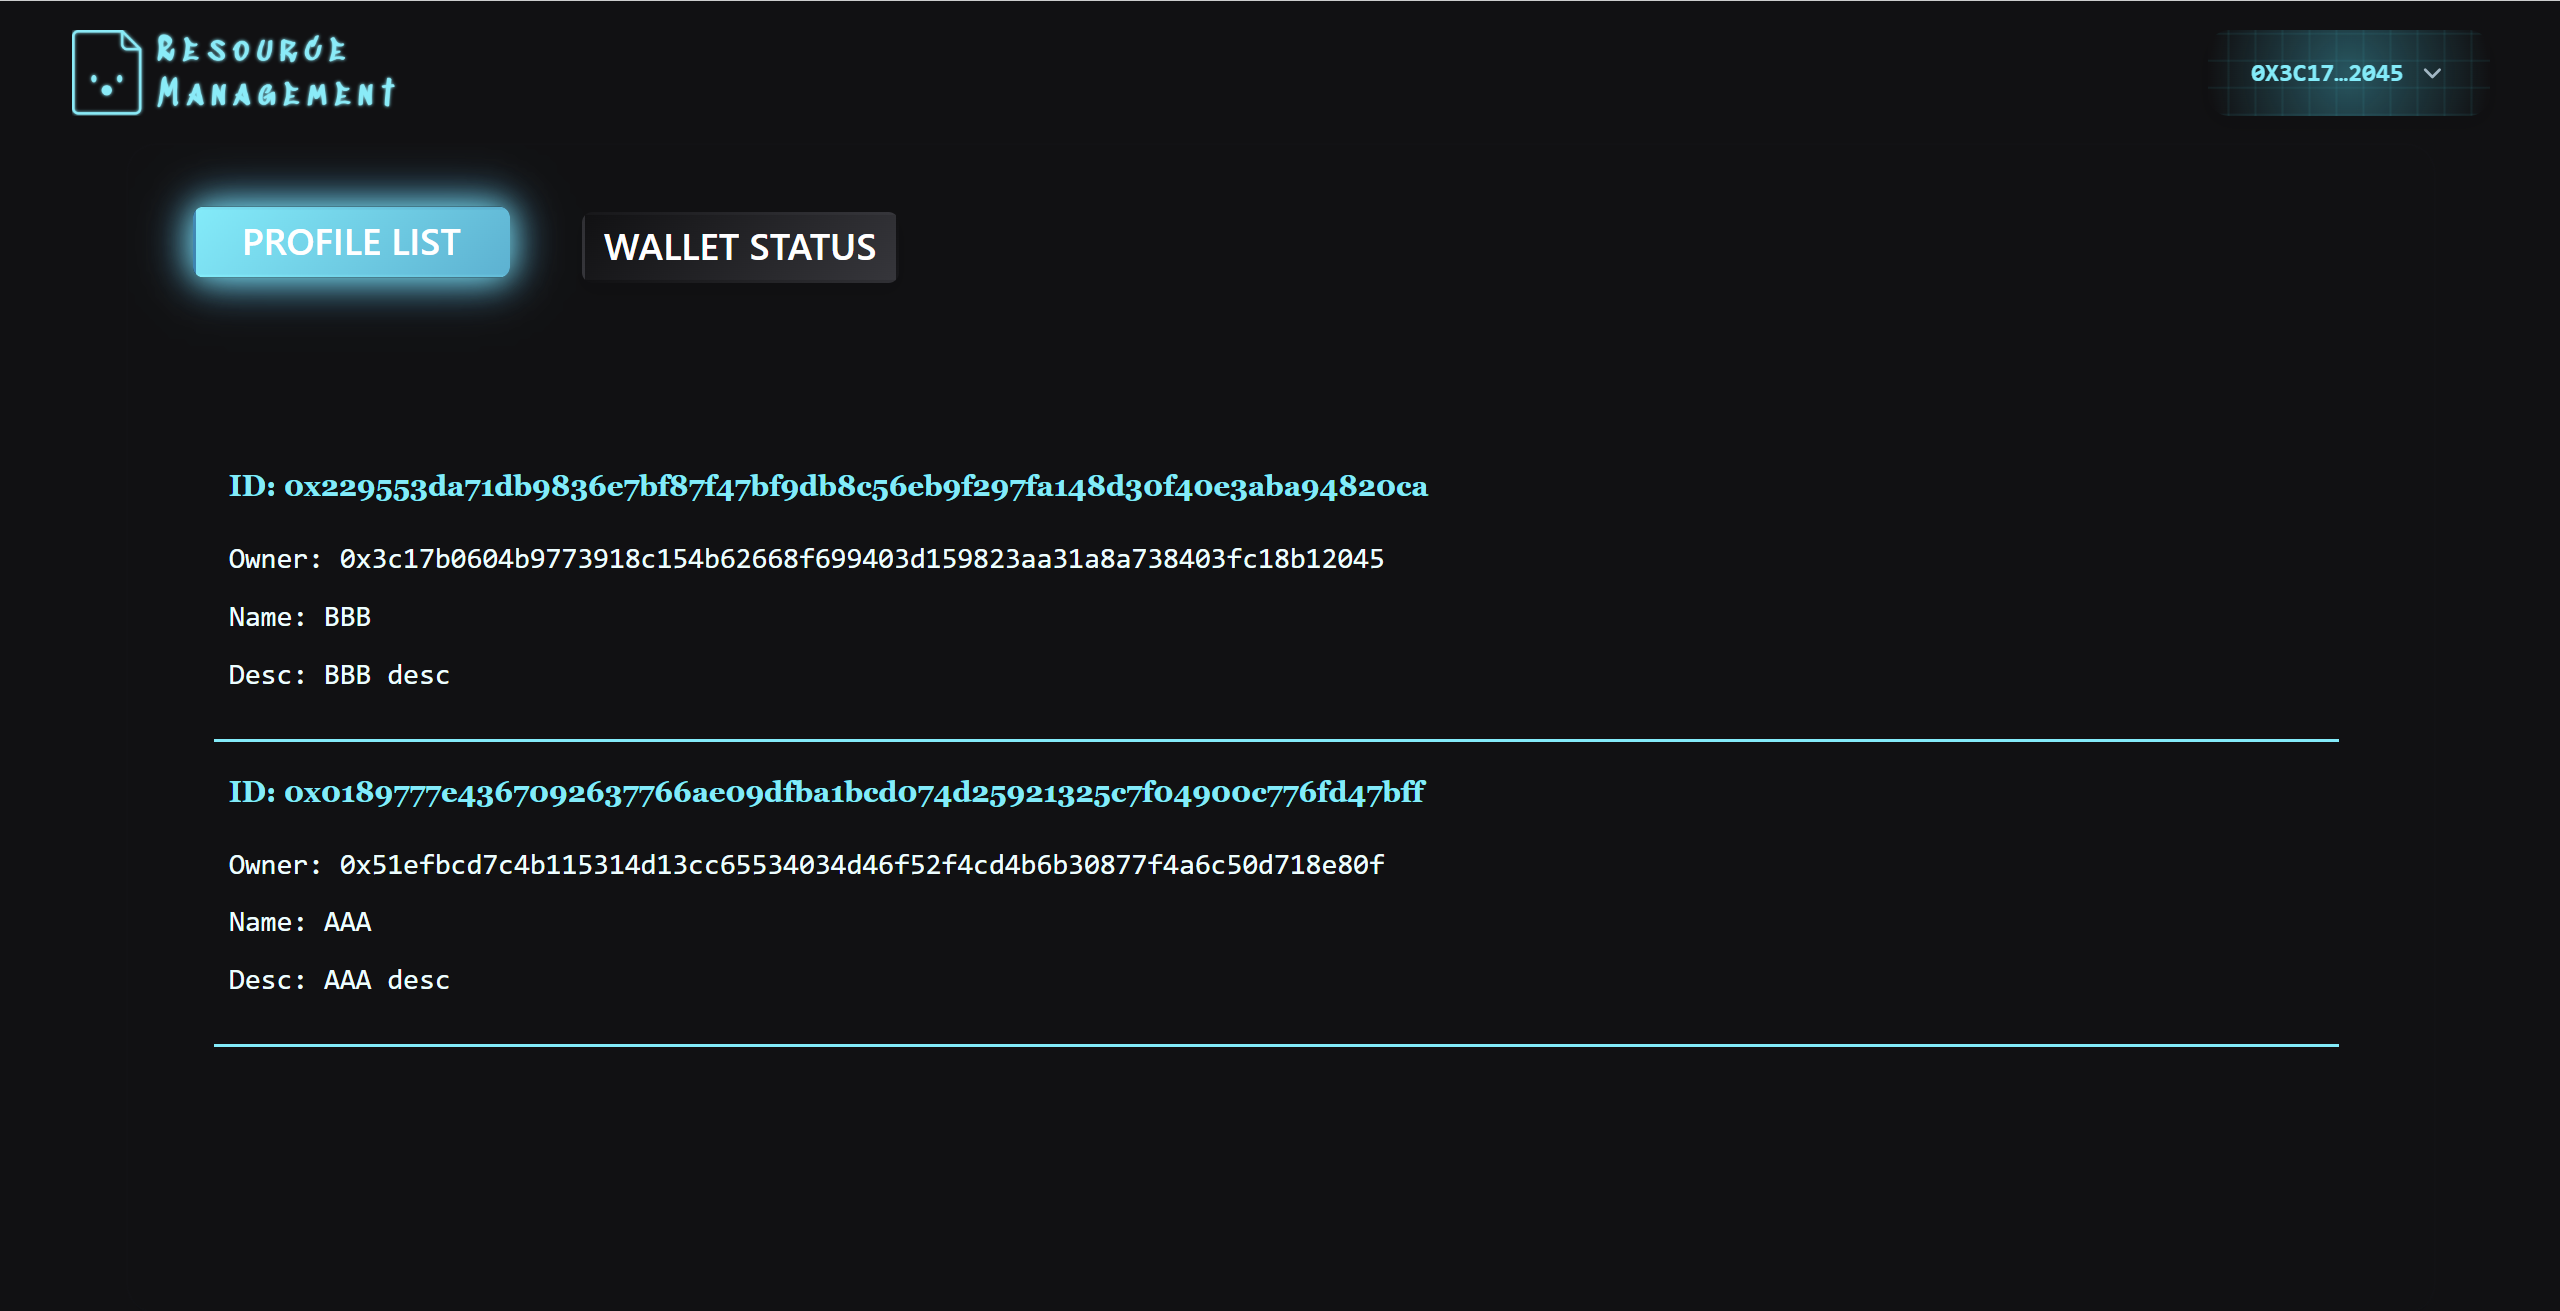 Resource
Management
0X3C17…2045
PROFILE LIST
WALLET STATUS
ID: 0x229553da71db9836e7bf87f47bf9db8c56eb9f297fa148d30f40e3aba94820ca
Owner: 0x3c17b0604b9773918c154b62668f699403d159823aa31a8a738403fc18b12045
Name: BBB
Desc: BBB desc
ID: 0x0189777e4367092637766ae09dfba1bcd074d25921325c7f04900c776fd47bff
Owner: 0x51efbcd7c4b115314d13cc65534034d46f52f4cd4b6b30877f4a6c50d718e80f
Name: AAA
Desc: AAA desc